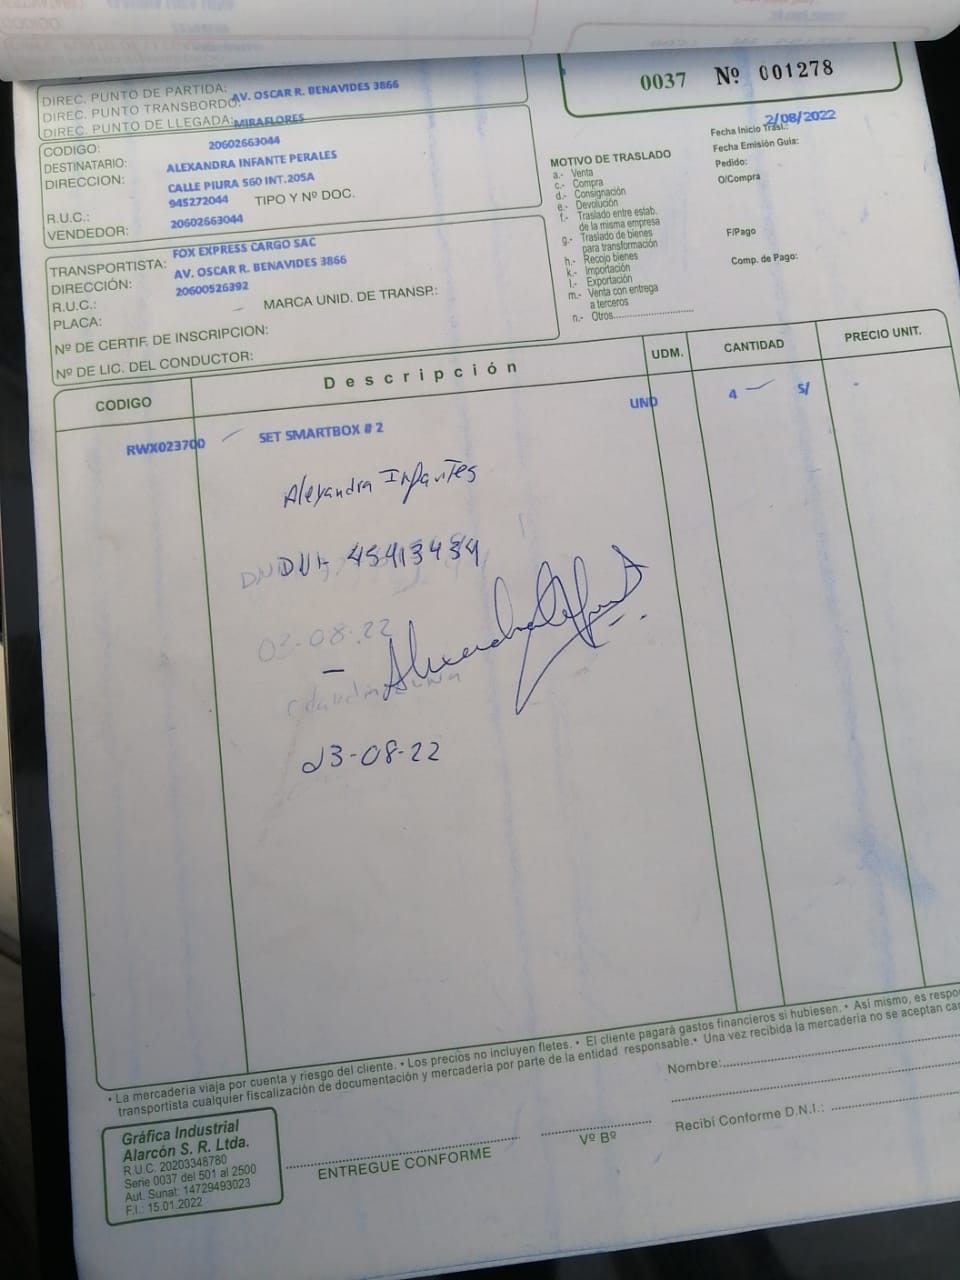 DIREC. PUNTO DE PARTIDA: AV. OSCAR R. BENAVIDES 3866
DIREC. PUNTO TRANSBORDO:
DIREC. PUNTO DE LLEGADA: MIRAFLORES
CODIGO: 20602663044
DESTINATARIO: ALEXANDRA INFANTE PERALES
DIRECCION: CALLE PIURA 560 INT.205A
945272044 TIPO Y Nº DOC.
R.U.C.: 20602663044
VENDEDOR:
TRANSPORTISTA: FOX EXPRESS CARGO SAC
DIRECCIÓN: AV. OSCAR R. BENAVIDES 3866
R.U.C.: 20600526392
PLACA: MARCA UNID. DE TRANSP.:
Nº DE CERTIF. DE INSCRIPCION:
Nº DE LIC. DEL CONDUCTOR:
0037 Nº 001278
Fecha Inicio Trasl.: 2/08/2022
Fecha Emisión Guia:
Pedido:
O/Compra
F/Pago
Comp. de Pago:
MOTIVO DE TRASLADO
a.- Venta
c.- Compra
d.- Consignación
e.- Devolución
f.- Traslado entre estab.
de la misma empresa
g.- Traslado de bienes
para transformación
h.- Recojo bienes
k.- Importación
l.- Exportación
m.- Venta con entrega
a terceros
n.- Otros
CODIGO Descripción UDM. CANTIDAD PRECIO UNIT.
RWX023700 SET SMARTBOX # 2 UND 4 S/ -
Alexandra Infantes
45413434
03-08-22
23-08-22
• La mercadería viaja por cuenta y riesgo del cliente. • Los precios no incluyen fletes. • El cliente pagará gastos financieros si hubiesen. • Así mismo, es
transportista cualquier fiscalización de documentación y mercadería por parte de la entidad responsable. • Una vez recibida la mercadería no se aceptan
Gráfica Industrial
Alarcón S. R. Ltda.
R.U.C. 20203348780
Serie 0037 del 501 al 2500
Aut. Sunat: 14729493023
F.I.: 15.01.2022
ENTREGUE CONFORME
Vº Bº
Nombre:
Recibí Conforme D.N.I.: